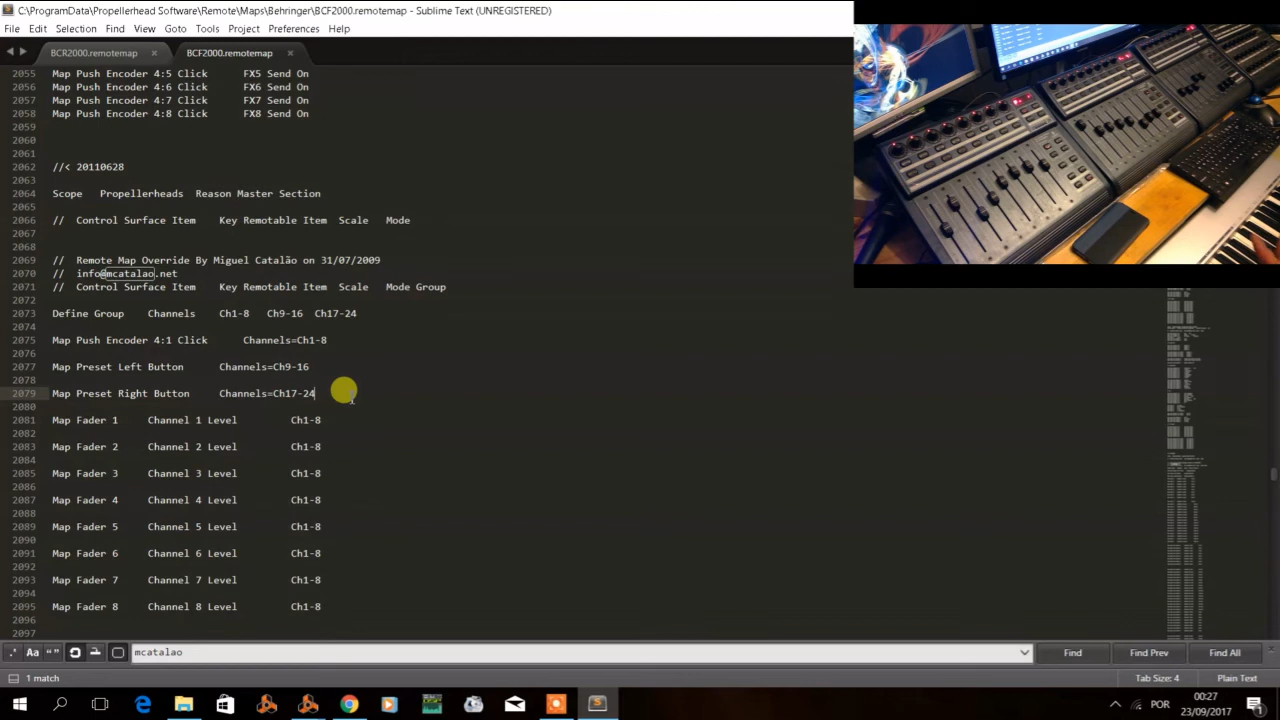 C:\ProgramData\Propellerhead Software\Remote\Maps\Behringer\BCF2000.remotemap - Sublime Text (UNREGISTERED)
File Edit Selection Find View Goto Tools Project Preferences Help
BCR2000.remotemap × BCF2000.remotemap ×
2055 Map Push Encoder 4:5 Click FX5 Send On
2056 Map Push Encoder 4:6 Click FX6 Send On
2057 Map Push Encoder 4:7 Click FX7 Send On
2058 Map Push Encoder 4:8 Click FX8 Send On
2059
2060
2061
2062 //< 20110628
2063
2064 Scope Propellerheads Reason Master Section
2065
2066 // Control Surface Item Key Remotable Item Scale Mode
2067
2068
2069 // Remote Map Override By Miguel Catalão on 31/07/2009
2070 // info@mcatalao.net
2071 // Control Surface Item Key Remotable Item Scale Mode Group
2072
2073 Define Group Channels Ch1-8 Ch9-16 Ch17-24
2074
2075 Map Push Encoder 4:1 Click Channels=Ch1-8
2076
2077 Map Preset Left Button Channels=Ch9-16
2078
2079 Map Preset Right Button Channels=Ch17-24
2080
2081 Map Fader 1 Channel 1 Level Ch1-8
2082
2083 Map Fader 2 Channel 2 Level Ch1-8
2084
2085 Map Fader 3 Channel 3 Level Ch1-8
2086
2087 Map Fader 4 Channel 4 Level Ch1-8
2088
2089 Map Fader 5 Channel 5 Level Ch1-8
2090
2091 Map Fader 6 Channel 6 Level Ch1-8
2092
2093 Map Fader 7 Channel 7 Level Ch1-8
2094
2095 Map Fader 8 Channel 8 Level Ch1-8
2096
2097
.* Aa “” mcatalao Find Find Prev Find All
1 match Tab Size: 4 Plain Text
POR 00:27
23/09/2017 1